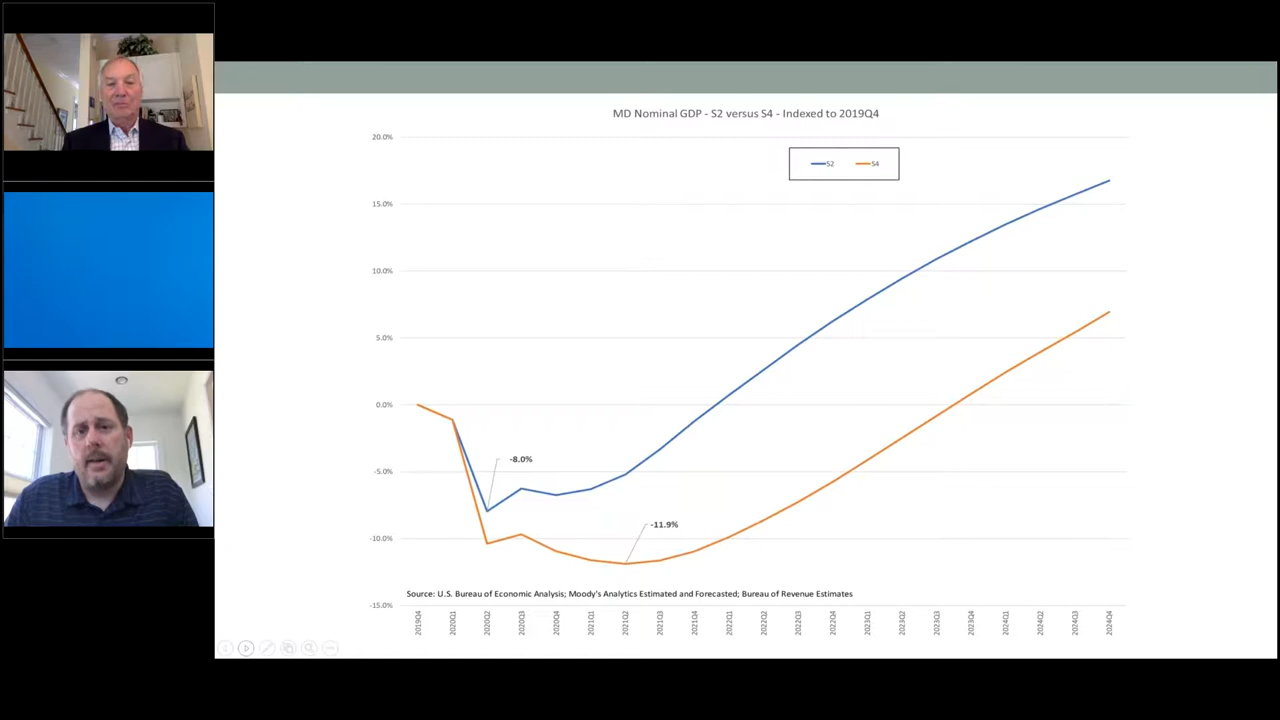 MD Nominal GDP - S2 versus S4 - Indexed to 2019Q4
S2 S4
20.0%
15.0%
10.0%
5.0%
0.0%
-5.0%
-10.0%
-15.0%
-8.0%
-11.9%
Source: U.S. Bureau of Economic Analysis; Moody's Analytics Estimated and Forecasted; Bureau of Revenue Estimates
2019Q4
2020Q1
2020Q2
2020Q3
2020Q4
2021Q1
2021Q2
2021Q3
2021Q4
2022Q1
2022Q2
2022Q3
2022Q4
2023Q1
2023Q2
2023Q3
2023Q4
2024Q1
2024Q2
2024Q3
2024Q4